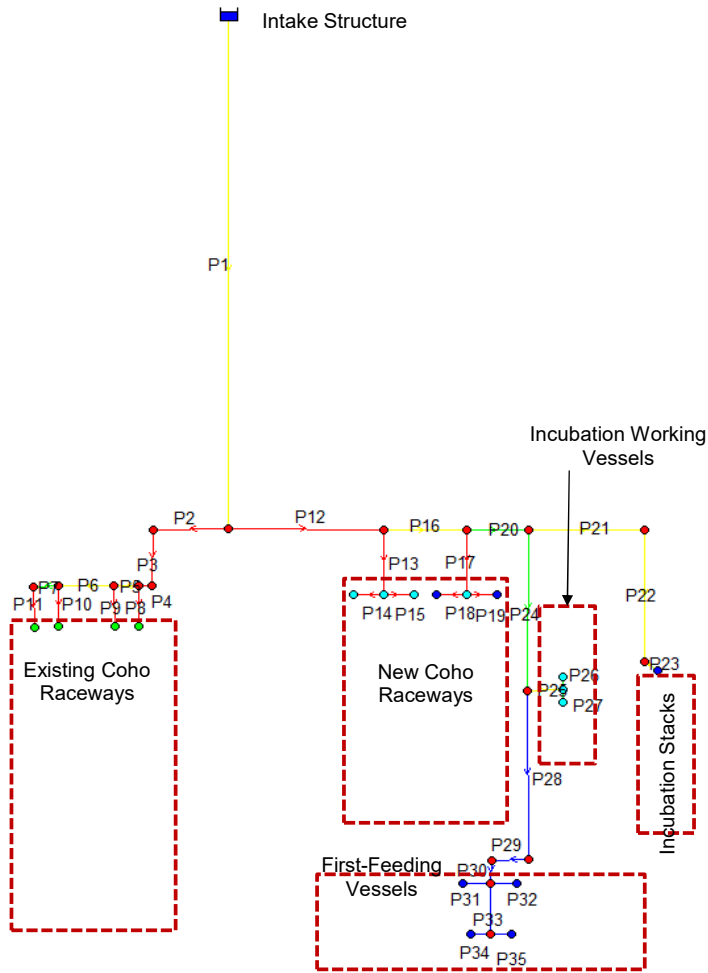 Intake Structure
P1
Incubation Working
Vessels
P2
P12
P16
P20
P21
P3
P13
P17
P7
P6
P5
P4
P22
P11
P10
P9
P8
P14
P15
P18
P19
P24
P23
Existing Coho
Raceways
New Coho
Raceways
P26
P25
P27
Incubation Stacks
P28
P29
First-Feeding
Vessels
P30
P31
P32
P33
P34
P35